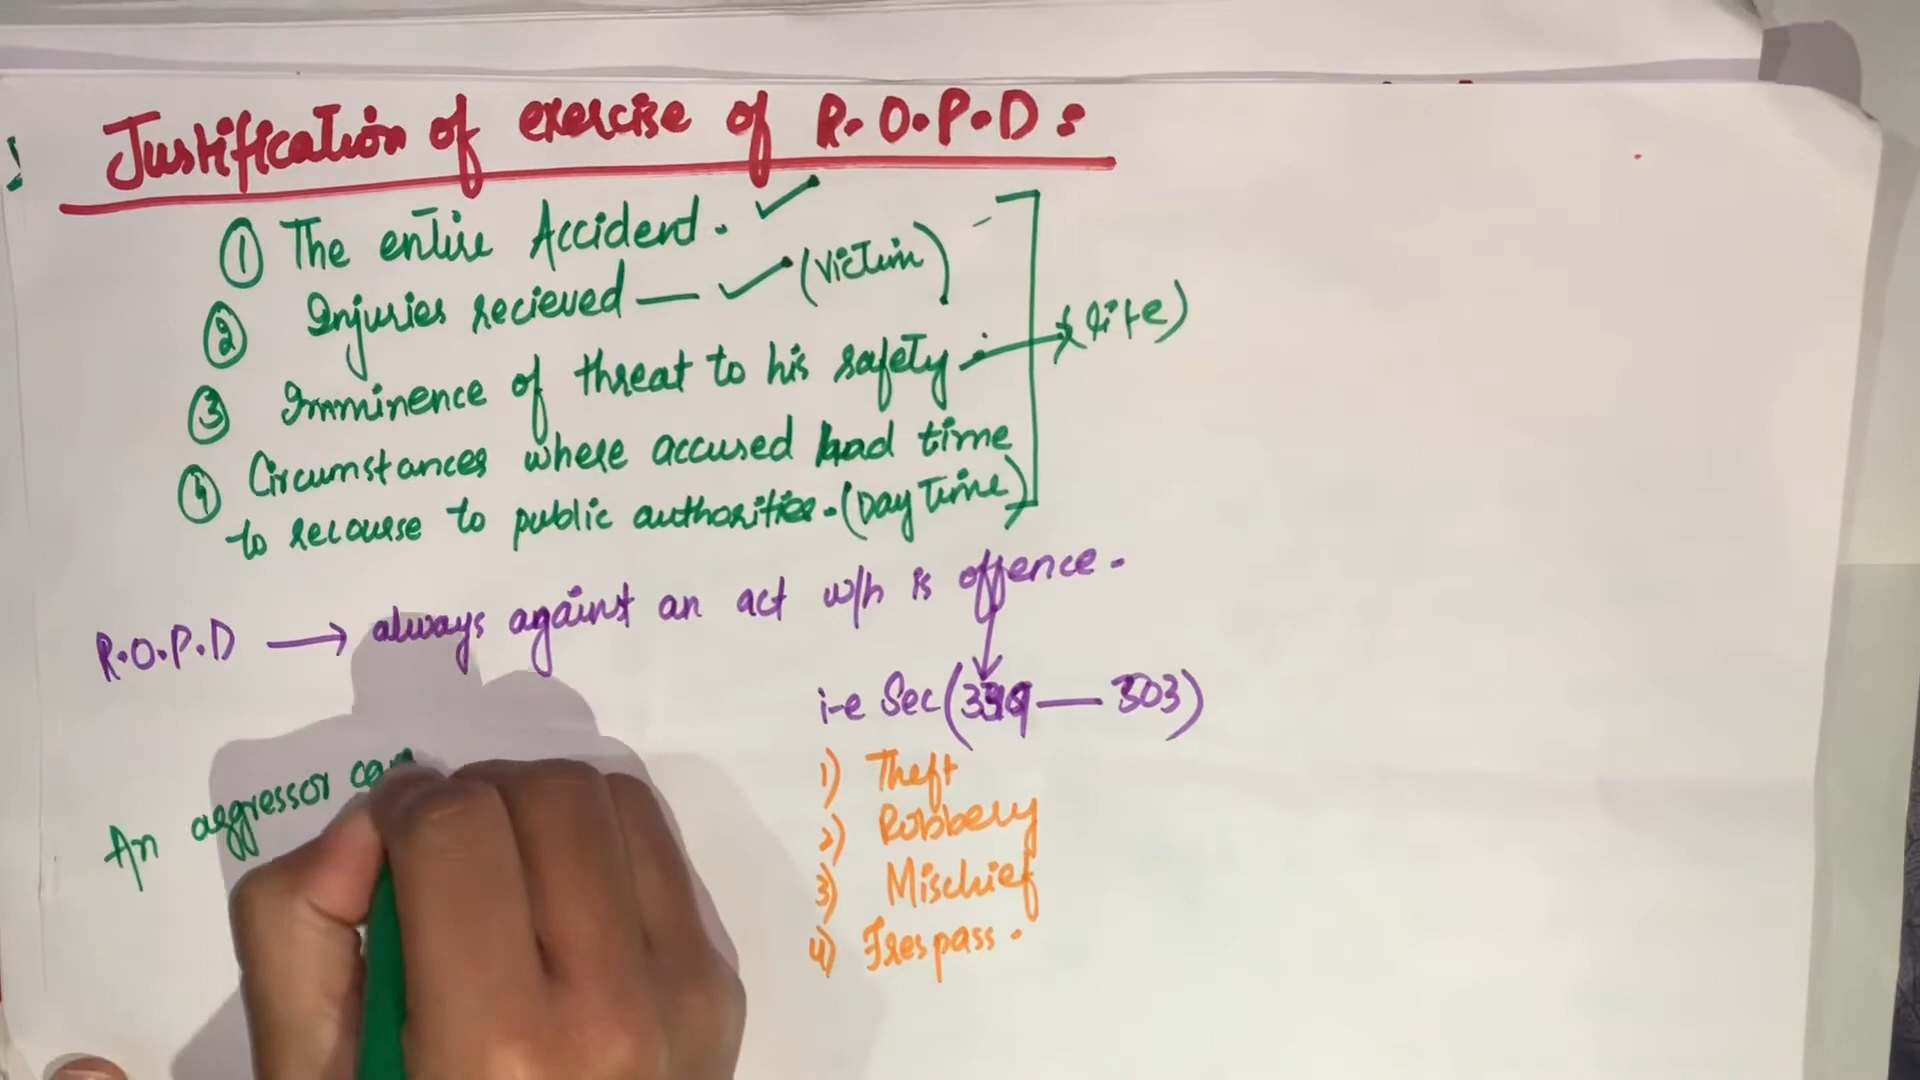 Justification of exercise of R.O.P.D:
① The entire Accident. ✓
② Injuries recieved — ✓ (Victim)
③ Imminence of threat to his safety → (life)
④ Circumstances where accused had time
to recourse to public authorities. (Day Time)
R.O.P.D → always against an act w/h is offence.
i-e Sec ( — 303)
1) Theft
2) Robbery
3) Mischief
4) Trespass.
An aggressor